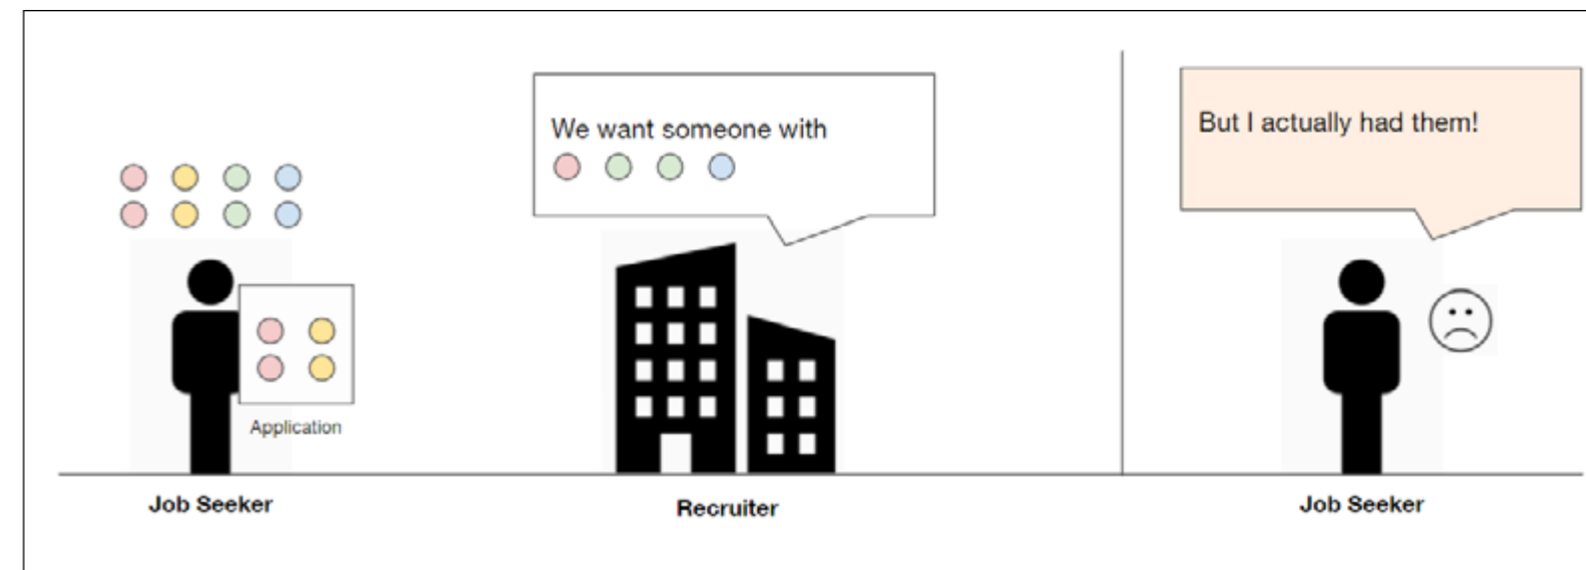 We want someone with
But I actually had them!
Application
Job Seeker
Recruiter
Job Seeker